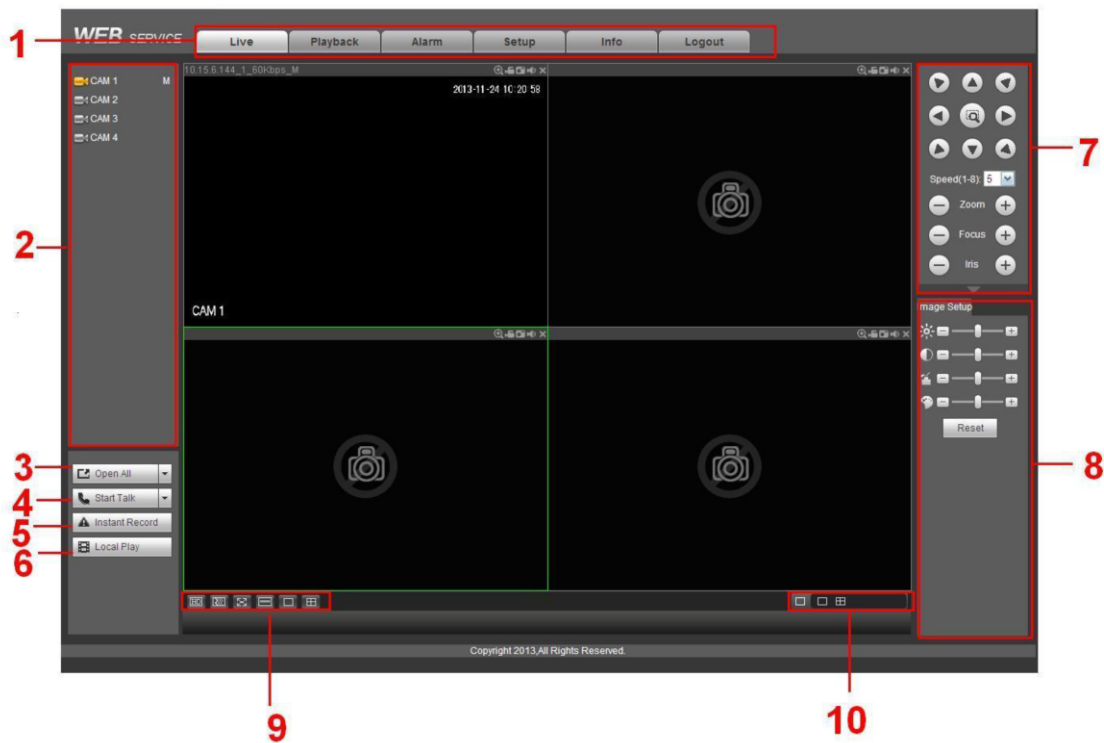 WEB SERVICE
Live
Playback
Alarm
Setup
Info
Logout
1
CAM 1 M
CAM 2
CAM 3
CAM 4
2
10.15.6.144_1_60Kbps_M
2013-11-24 10:20:58
CAM 1
Speed(1-8): 5
Zoom
Focus
Iris
7
mage Setup
Reset
8
3
Open All
4
Start Talk
5
Instant Record
6
Local Play
Copyright 2013,All Rights Reserved.
9
10